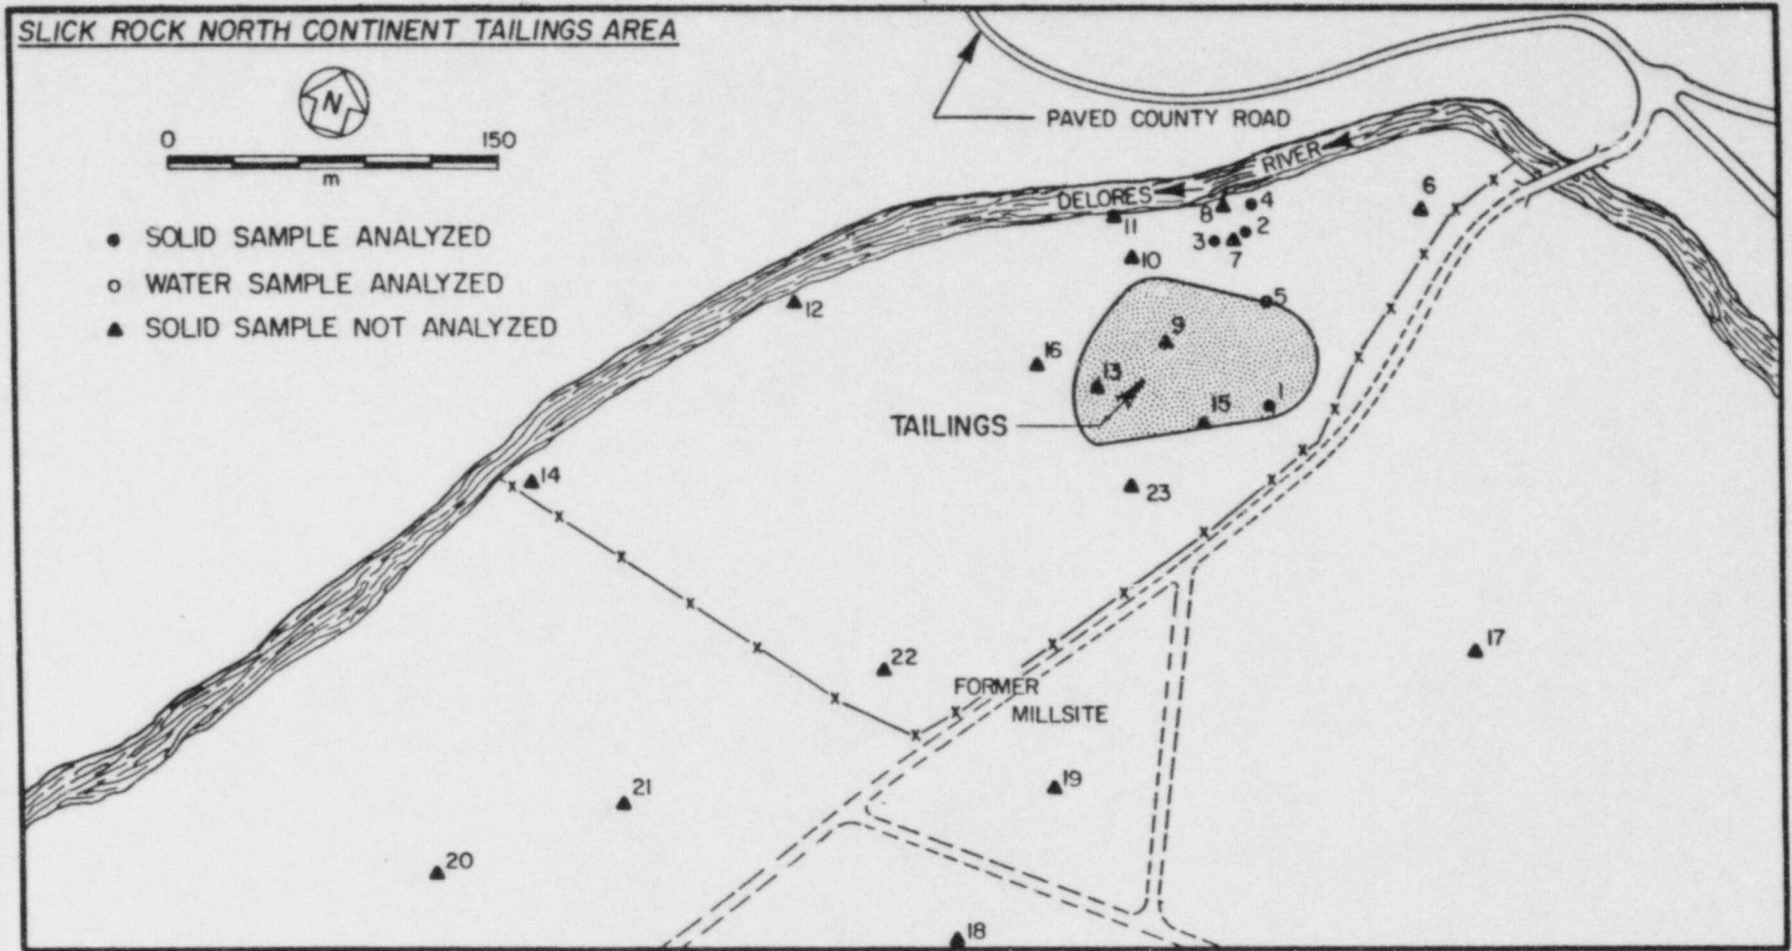 SLICK ROCK NORTH CONTINENT TAILINGS AREA
N
0 150
m
SOLID SAMPLE ANALYZED
WATER SAMPLE ANALYZED
SOLID SAMPLE NOT ANALYZED
PAVED COUNTY ROAD
DELORES RIVER
6
4
8
2
3
7
11
10
5
12
9
16
13
1
15
TAILINGS
14
23
17
22
FORMER
MILLSITE
19
21
20
18